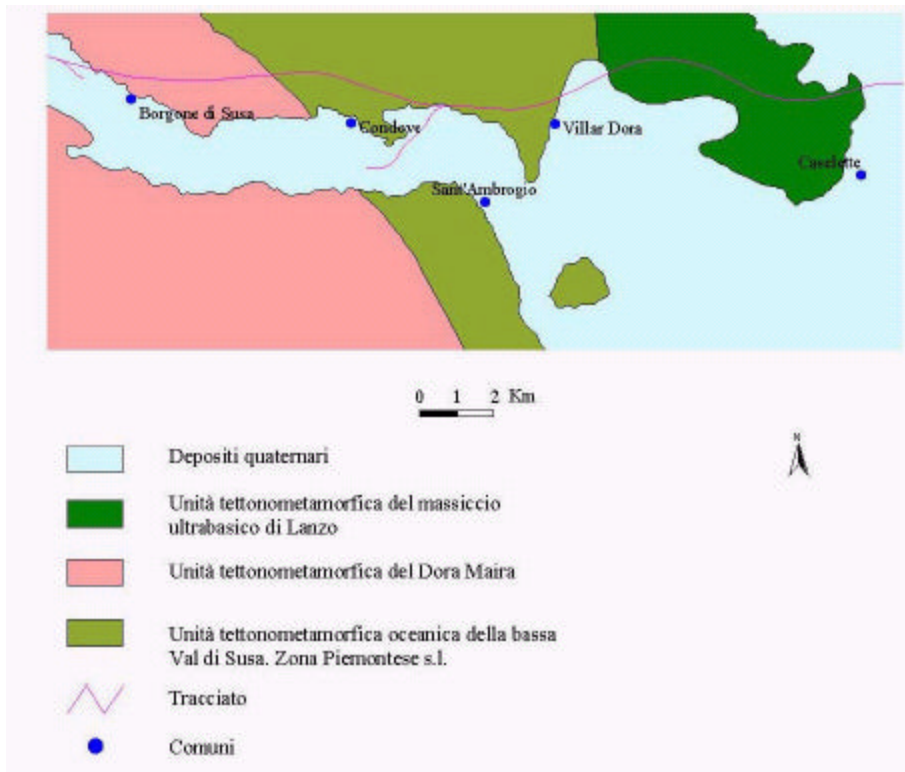 Borgone di Susa
Condove
Villar Dora
Caselette
Sant'Ambrogio
0 1 2 Km
N
Depositi quaternari
Unità tettonometamorfica del massiccio
ultrabasico di Lanzo
Unità tettonometamorfica del Dora Maira
Unità tettonometamorfica oceanica della bassa
Val di Susa. Zona Piemontese s.l.
Tracciato
Comuni